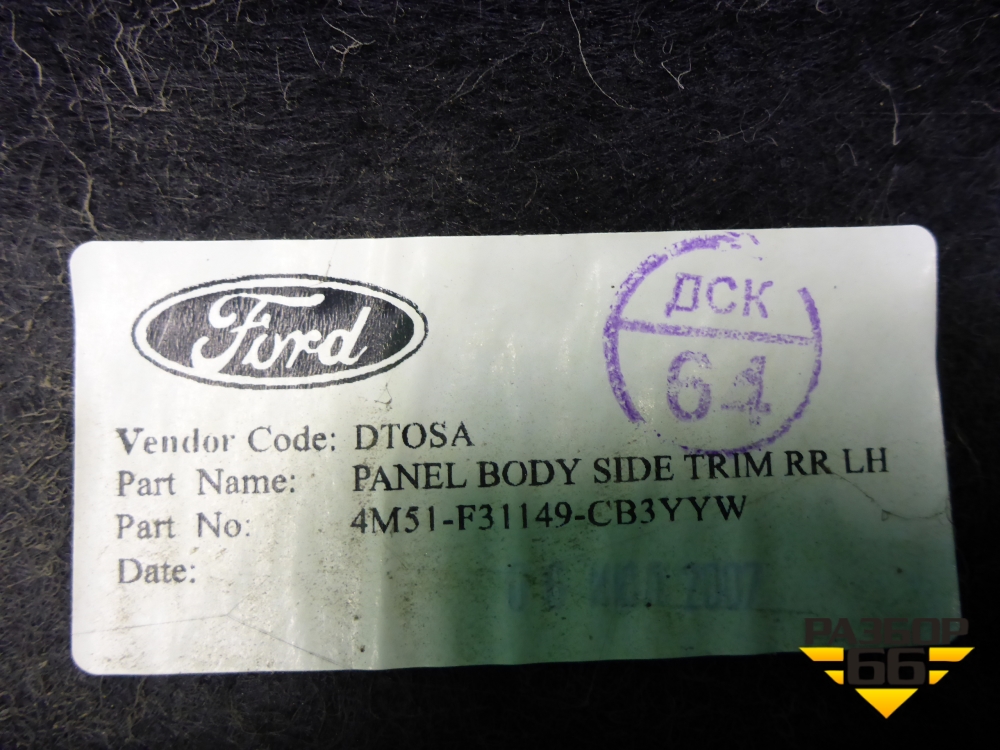 Ford
ДСК
64
Vendor Code: DTOSA
Part Name: PANEL BODY SIDE TRIM RR LH
Part No: 4M51-F31149-CB3YYW
Date: 2007
РАЗБОР
66